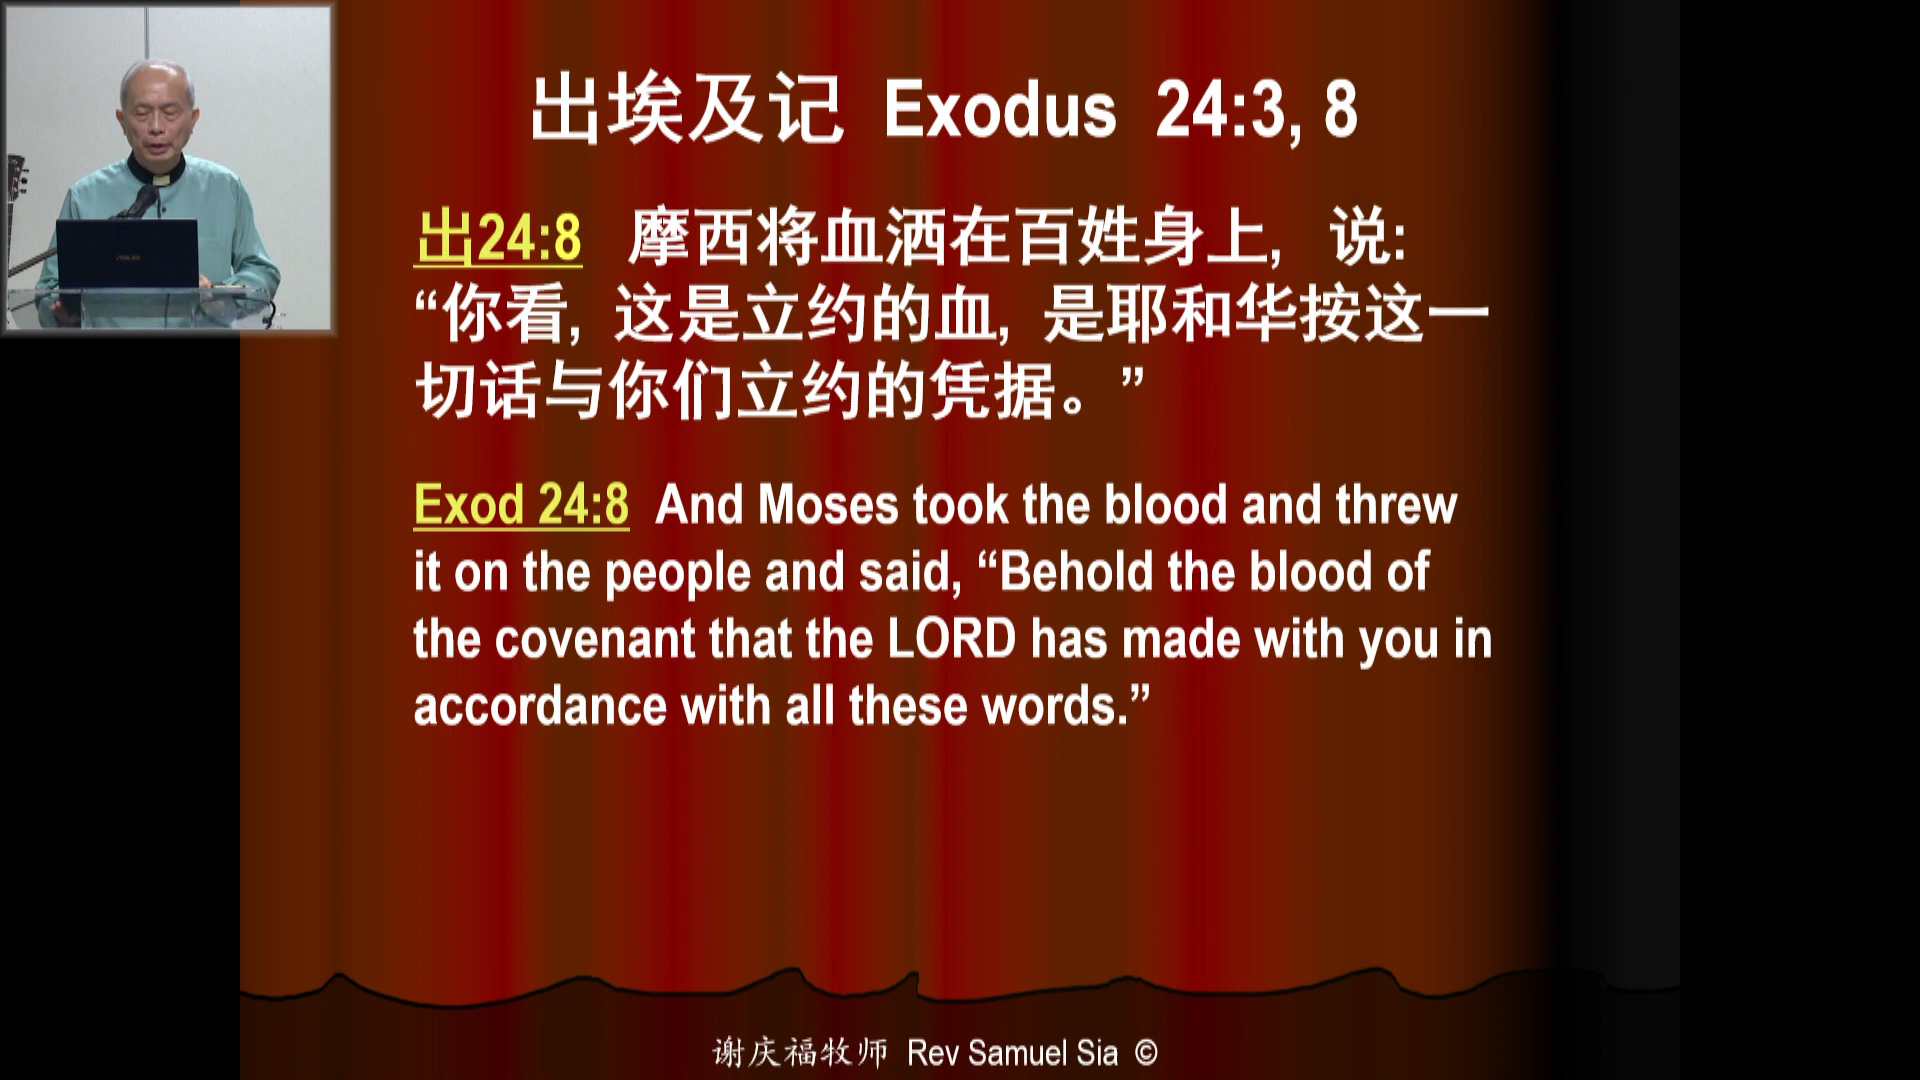 出埃及记 Exodus 24:3, 8
出24:8 摩西将血洒在百姓身上, 说:
“你看, 这是立约的血, 是耶和华按这一
切话与你们立约的凭据。”
Exod 24:8 And Moses took the blood and threw
it on the people and said, “Behold the blood of
the covenant that the LORD has made with you in
accordance with all these words.”
谢庆福牧师 Rev Samuel Sia ©
ASUS